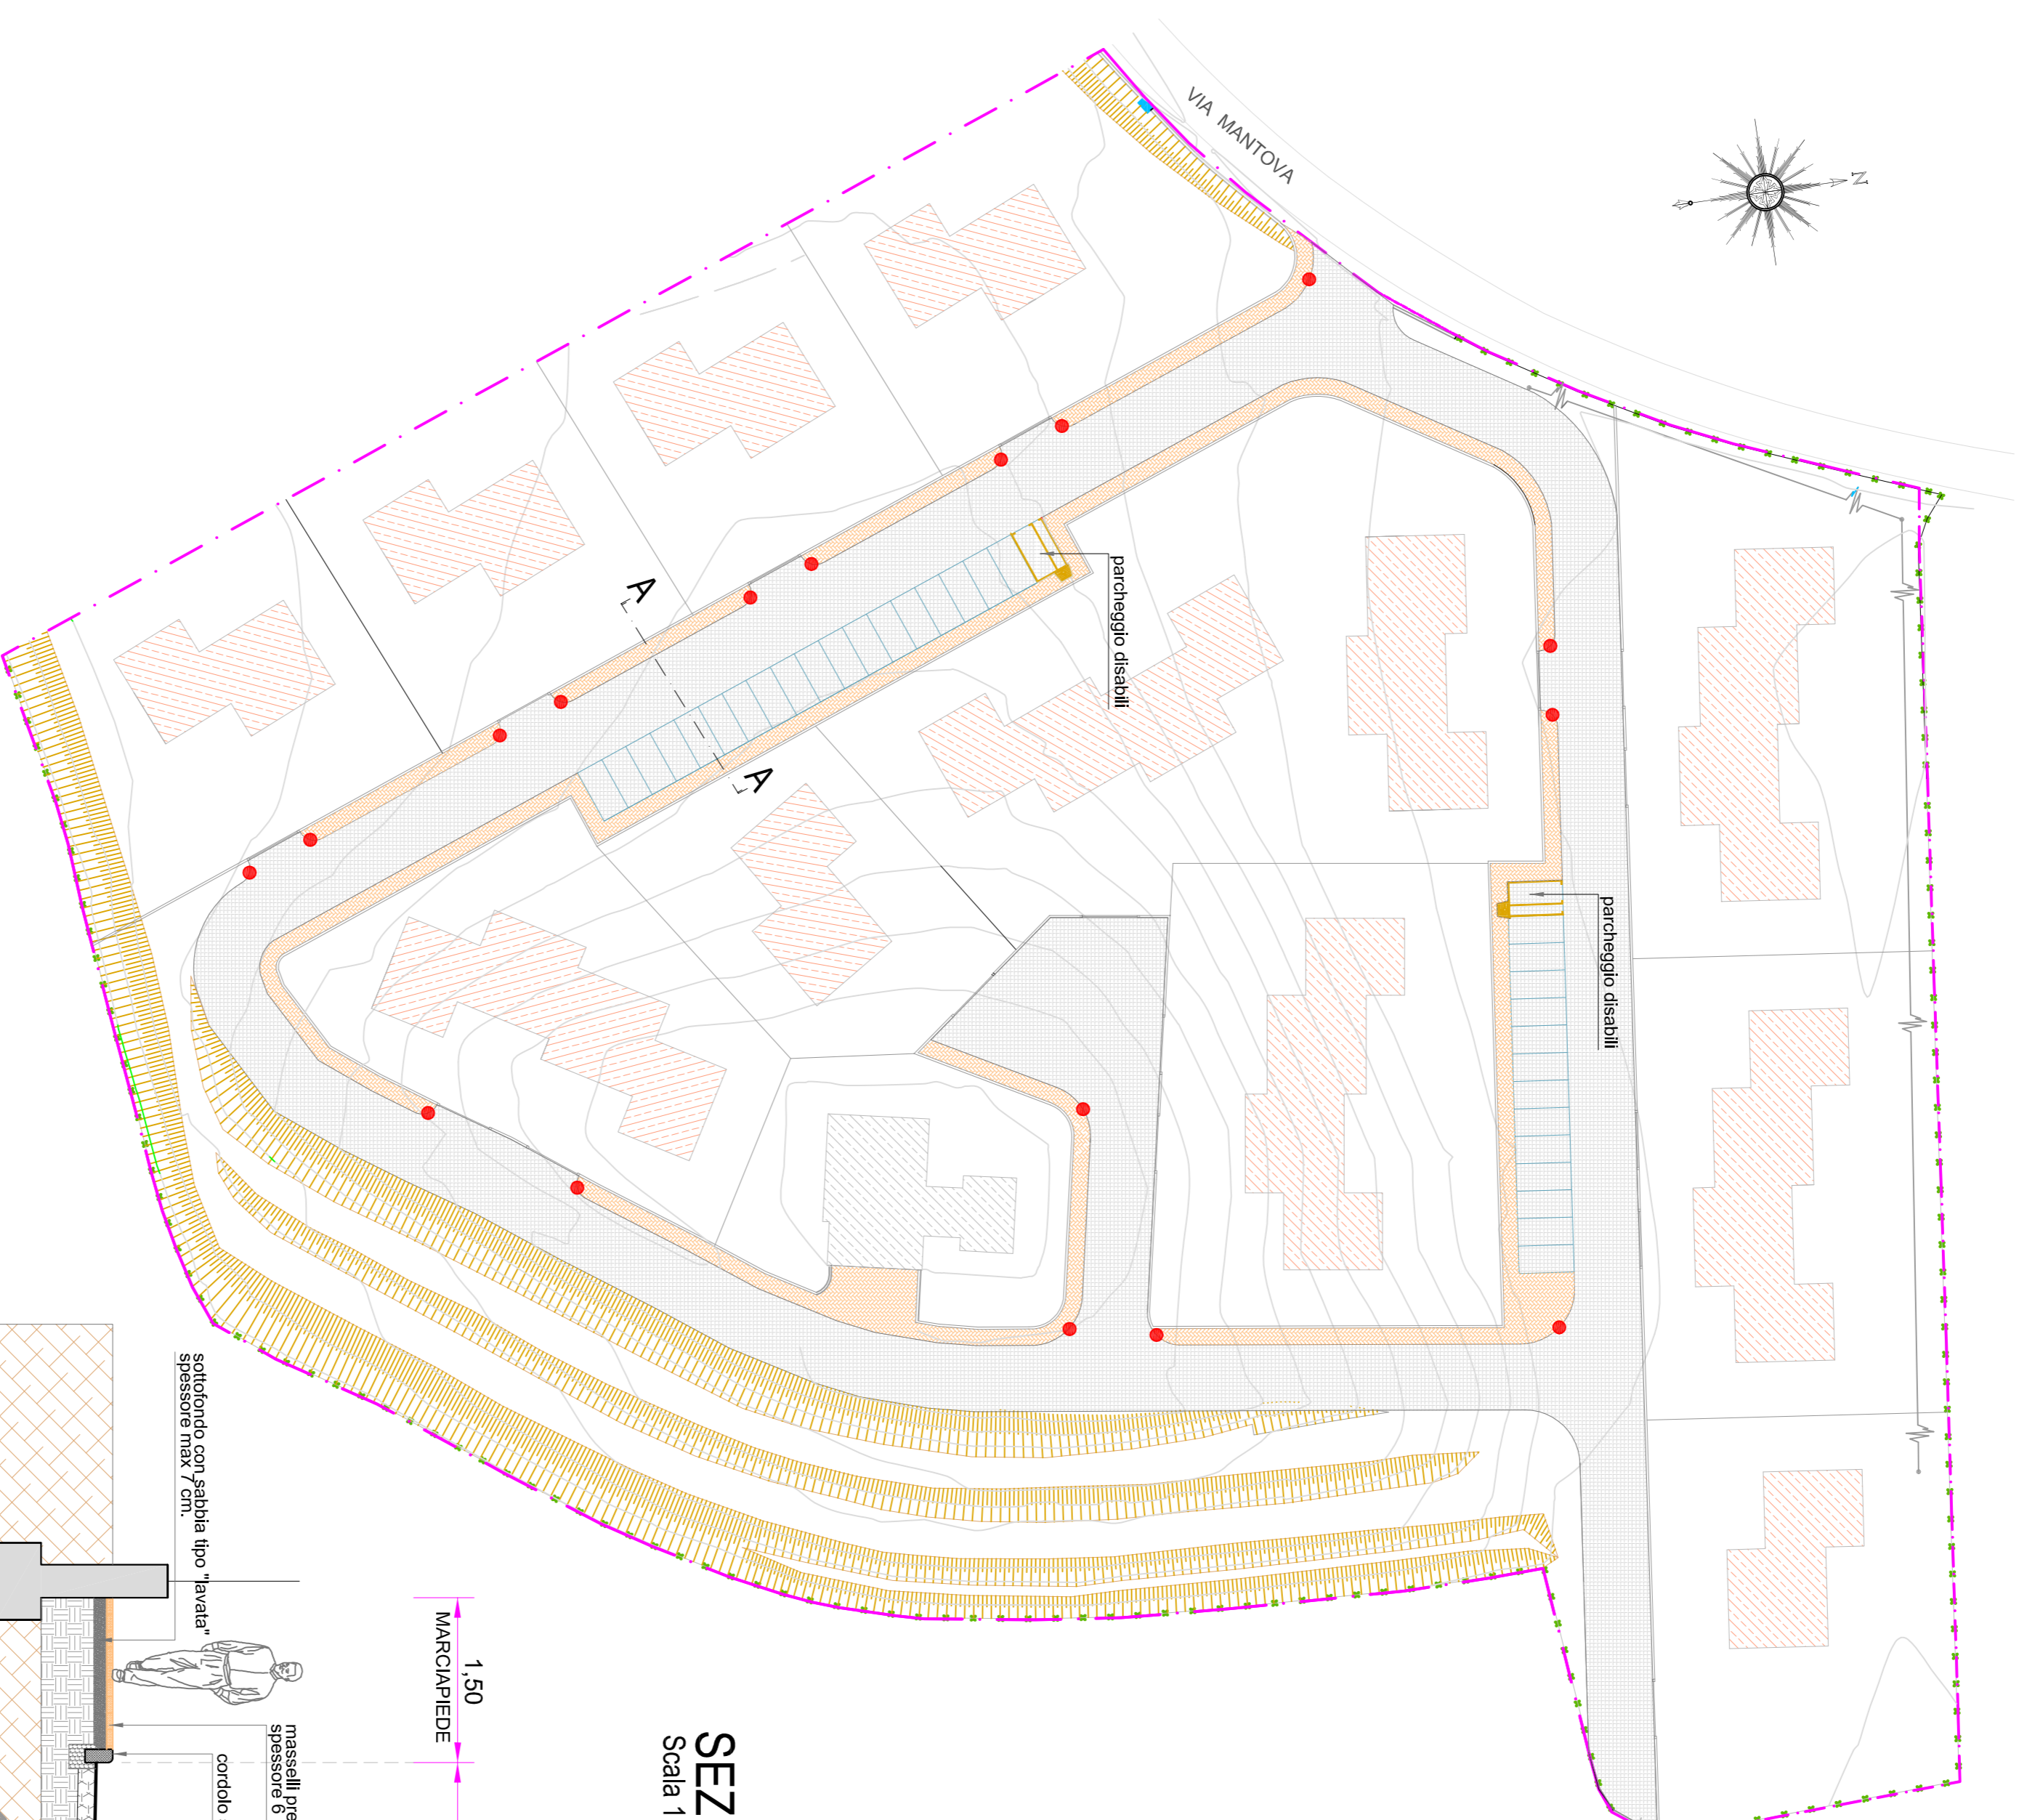 VIA MANTOVA
N
parcheggio disabili
A
A
parcheggio disabili
sottofondo con sabbia tipo "lavata"
spessore max 7 cm.
1,50
MARCIAPIEDE
SEZ
Scala 1
masselli pre
spessore 6
cordolo